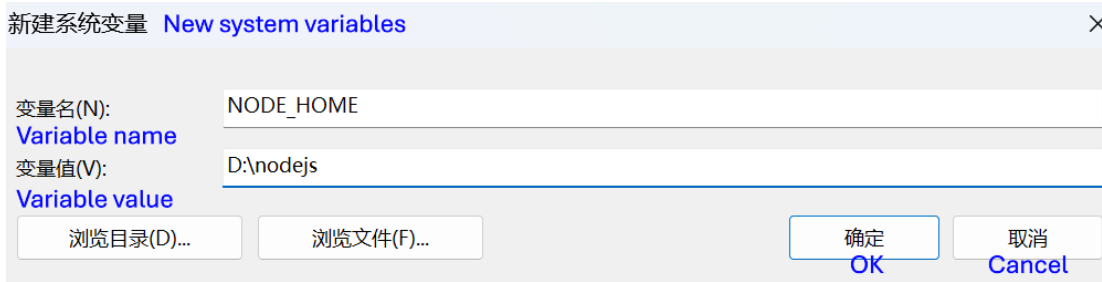 新建系统变量 New system variables
变量名(N): NODE_HOME
Variable name
变量值(V): D:\nodejs
Variable value
浏览目录(D)... 浏览文件(F)... 确定 取消
OK Cancel